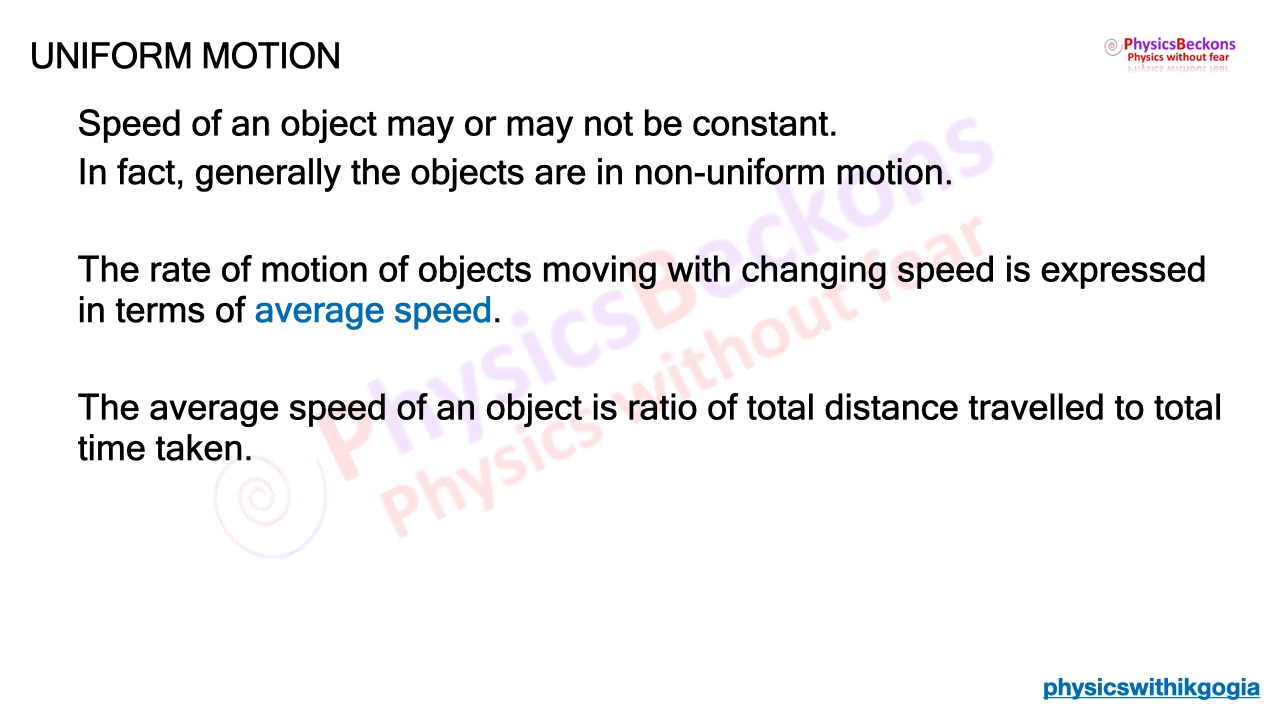 UNIFORM MOTION
PhysicsBeckons
Physics without fear
Speed of an object may or may not be constant.
In fact, generally the objects are in non-uniform motion.
The rate of motion of objects moving with changing speed is expressed
in terms of average speed.
The average speed of an object is ratio of total distance travelled to total
time taken.
PhysicsBeckons
Physics without fear
physicswithikgogia